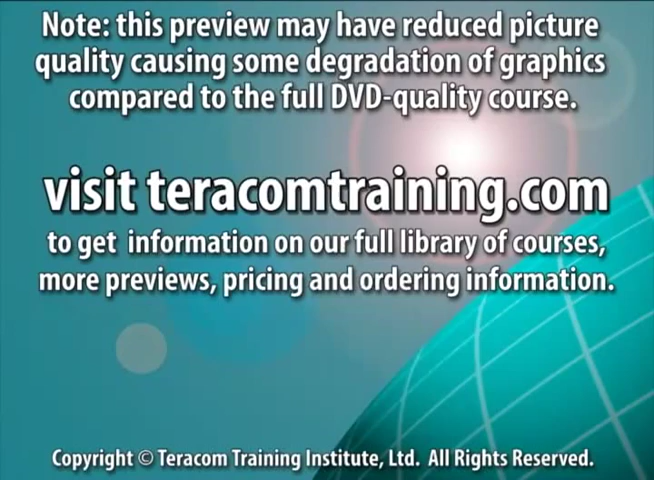 Note: this preview may have reduced picture
quality causing some degradation of graphics
compared to the full DVD-quality course.
visit teracomtraining.com
to get information on our full library of courses,
more previews, pricing and ordering information.
Copyright © Teracom Training Institute, Ltd. All Rights Reserved.